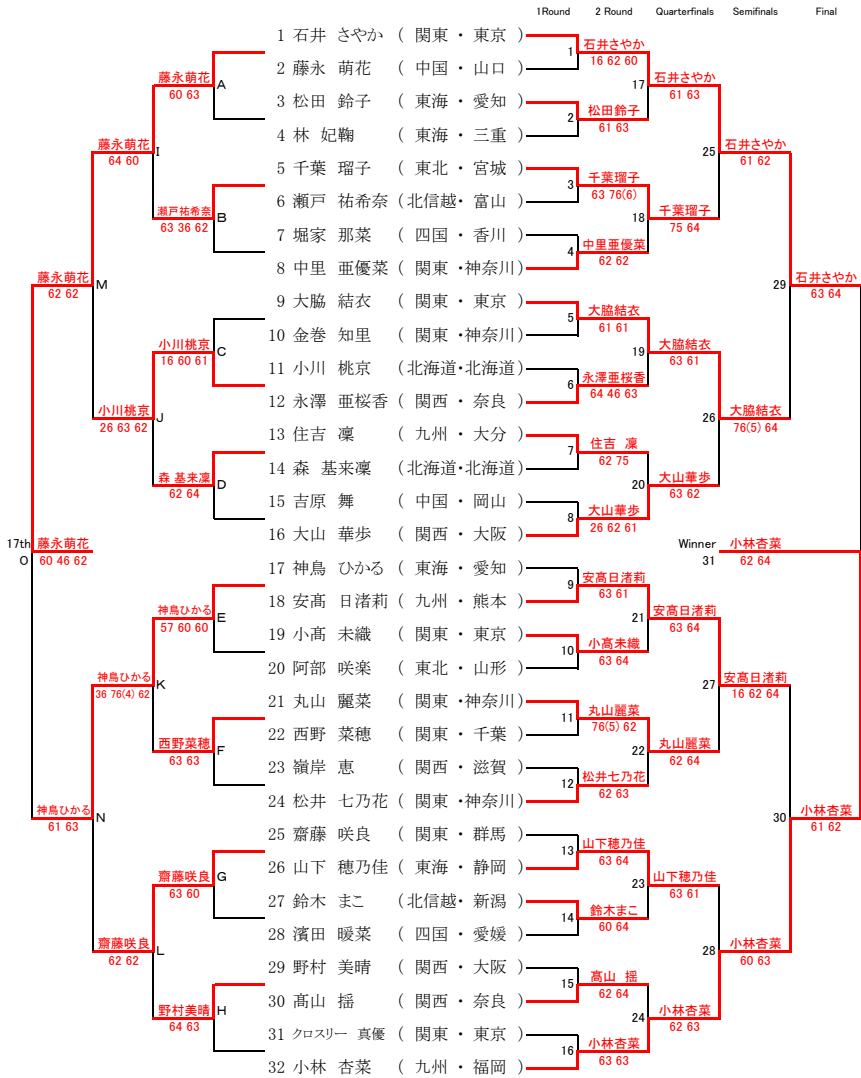 1Round 2 Round Quarterfinals Semifinals Final
1 石井 さやか ( 関東 ・ 東京 )
1 石井さやか
16 62 60
2 藤永 萌花 ( 中国 ・ 山口 )
藤永萌花 A
60 63
17 石井さやか
61 63
3 松田 鈴子 ( 東海 ・ 愛知 )
2 松田鈴子
61 63
4 林 妃鞠 ( 東海 ・ 三重 )
藤永萌花 I
64 60
25 石井さやか
61 62
5 千葉 瑠子 ( 東北 ・ 宮城 )
3 千葉瑠子
63 76(6)
6 瀬戸 祐希奈 (北信越・ 富山 )
瀬戸祐希奈 B
63 36 62
18 千葉瑠子
75 64
7 堀家 那菜 ( 四国 ・ 香川 )
4 中里亜優菜
62 62
8 中里 亜優菜 ( 関東 ・神奈川)
藤永萌花 M
62 62
29 石井さやか
63 64
9 大脇 結衣 ( 関東 ・ 東京 )
5 大脇結衣
61 61
10 金巻 知里 ( 関東 ・神奈川)
小川桃京 C
16 60 61
19 大脇結衣
63 61
11 小川 桃京 (北海道・北海道)
6 永澤亜桜香
64 46 63
12 永澤 亜桜香 ( 関西 ・ 奈良 )
小川桃京 J
26 63 62
26 大脇結衣
76(5) 64
13 住吉 凜 ( 九州 ・ 大分 )
7 住吉 凜
62 75
14 森 基来凜 (北海道・北海道)
森 基来凜 D
62 64
20 大山華歩
63 62
15 吉原 舞 ( 中国 ・ 岡山 )
8 大山華歩
26 62 61
16 大山 華歩 ( 関西 ・ 大阪 )
17th 藤永萌花
O 60 46 62
Winner 小林杏菜
31 62 64
17 神鳥 ひかる ( 東海 ・ 愛知 )
9 安髙日渚莉
63 61
18 安髙 日渚莉 ( 九州 ・ 熊本 )
神鳥ひかる E
57 60 60
21 安髙日渚莉
63 64
19 小髙 未織 ( 関東 ・ 東京 )
10 小髙未織
63 64
20 阿部 咲楽 ( 東北 ・ 山形 )
神鳥ひかる K
36 76(4) 62
27 安髙日渚莉
16 62 64
21 丸山 麗菜 ( 関東 ・神奈川)
11 丸山麗菜
76(5) 62
22 西野 菜穂 ( 関東 ・ 千葉 )
西野菜穂 F
63 63
22 丸山麗菜
62 64
23 嶺岸 恵 ( 関西 ・ 滋賀 )
12 松井七乃花
62 63
24 松井 七乃花 ( 関東 ・神奈川)
神鳥ひかる N
61 63
30 小林杏菜
61 62
25 齋藤 咲良 ( 関東 ・ 群馬 )
13 山下穂乃佳
63 64
26 山下 穂乃佳 ( 東海 ・ 静岡 )
齋藤咲良 G
63 60
23 山下穂乃佳
63 61
27 鈴木 まこ (北信越・ 新潟 )
14 鈴木まこ
60 64
28 濱田 暖菜 ( 四国 ・ 愛媛 )
齋藤咲良 L
62 62
28 小林杏菜
60 63
29 野村 美晴 ( 関西 ・ 大阪 )
15 髙山 揺
62 64
30 髙山 揺 ( 関西 ・ 奈良 )
野村美晴 H
64 63
24 小林杏菜
62 63
31 クロスリー 真優 ( 関東 ・ 東京 )
16 小林杏菜
63 63
32 小林 杏菜 ( 九州 ・ 福岡 )